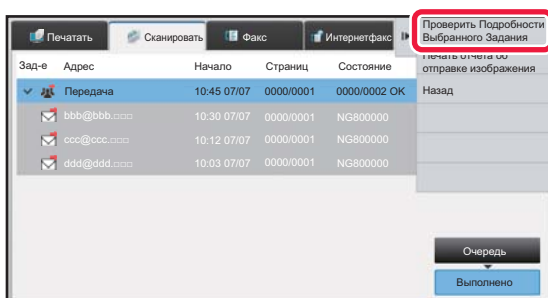 Печатать
Сканировать
Факс
Интернетфакс
Проверить Подробности
Выбранного Задания
Печать отчета об
отправке изображения
Назад
Зад-е Адрес Начало Страниц Состояние
Передача 10:45 07/07 0000/0001 0000/0002 OK
bbb@bbb.□□□ 10:30 07/07 0000/0001 NG800000
ccc@ccc.□□□ 10:12 07/07 0000/0001 NG800000
ddd@ddd.□□□ 10:03 07/07 0000/0001 NG800000
Очередь
Выполнено